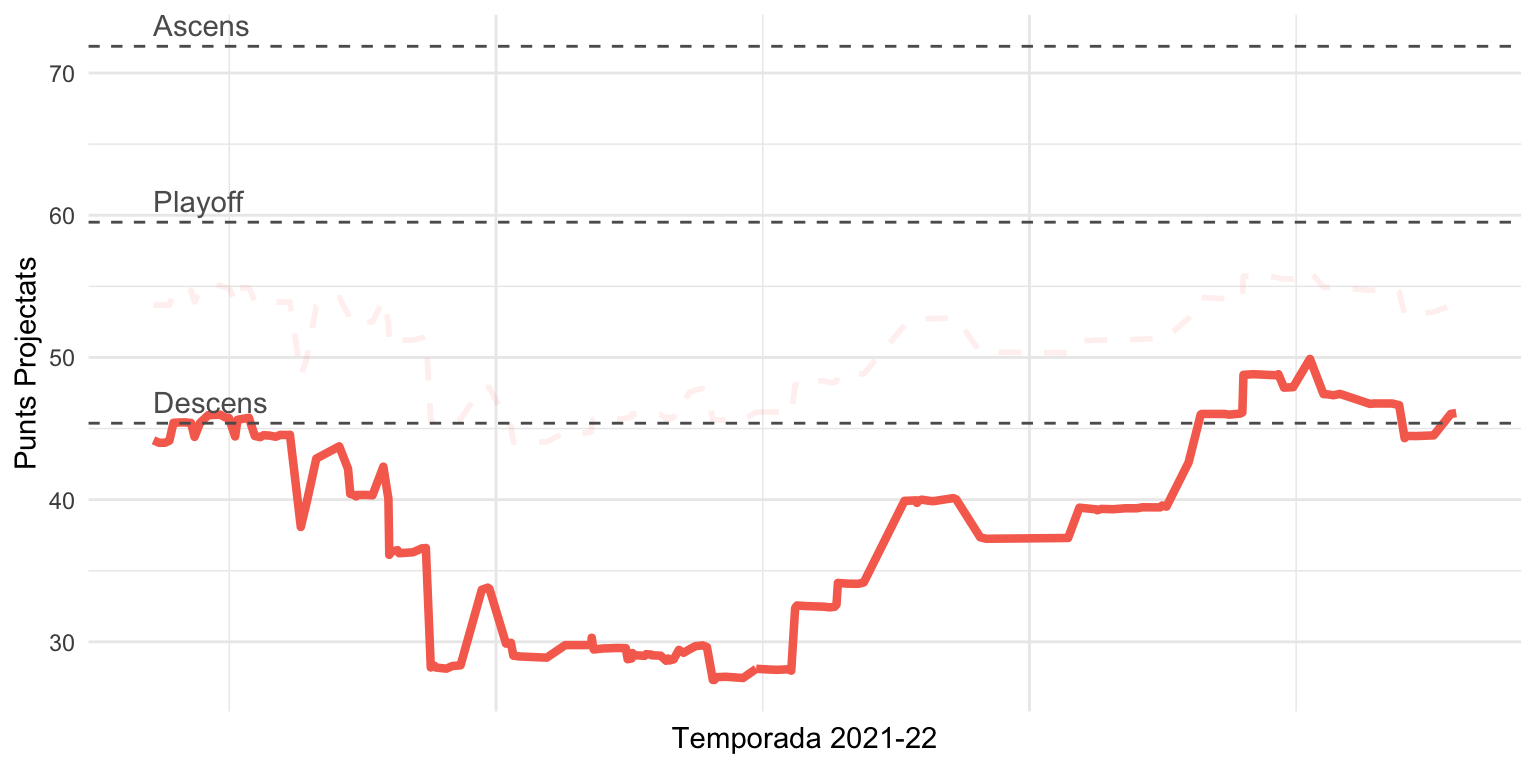 Ascens
70
Playoff
60
50
Descens
40
30
Punts Projectats
Temporada 2021-22